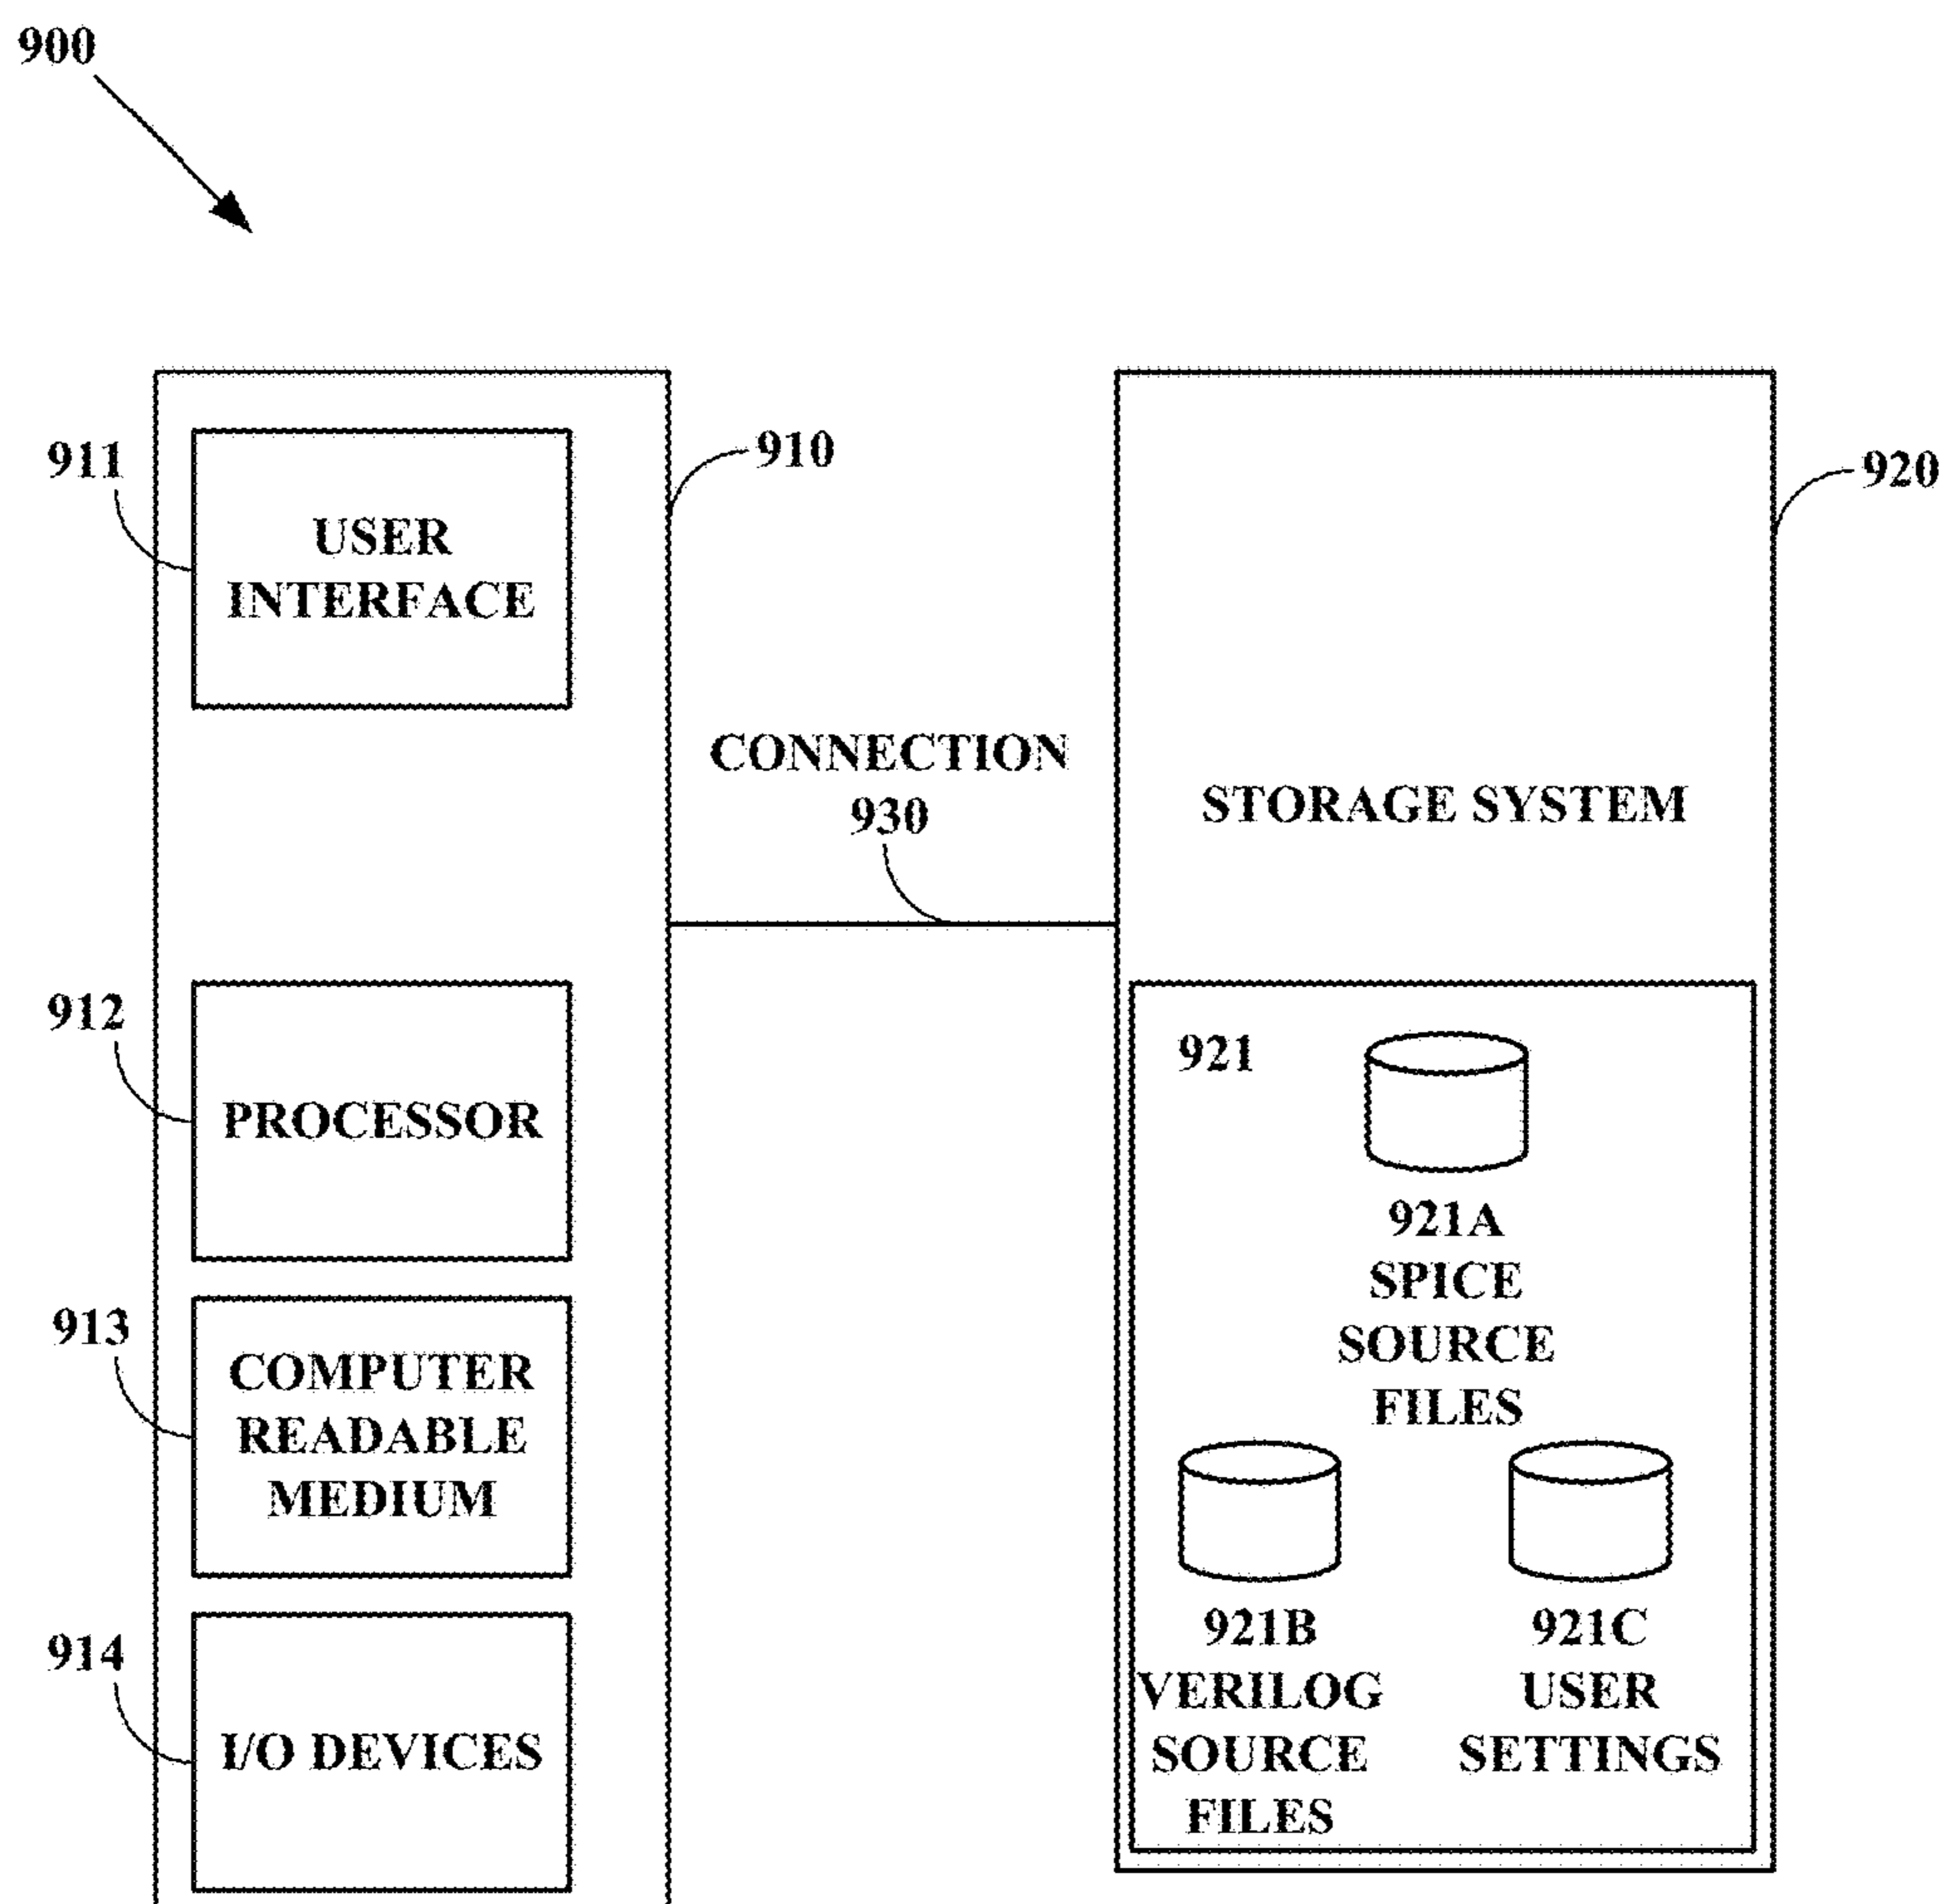 900
911
USER
INTERFACE
910
920
CONNECTION
930
STORAGE SYSTEM
912
PROCESSOR
913
COMPUTER
READABLE
MEDIUM
914
I/O DEVICES
921
921A
SPICE
SOURCE
FILES
921B
VERILOG
SOURCE
FILES
921C
USER
SETTINGS